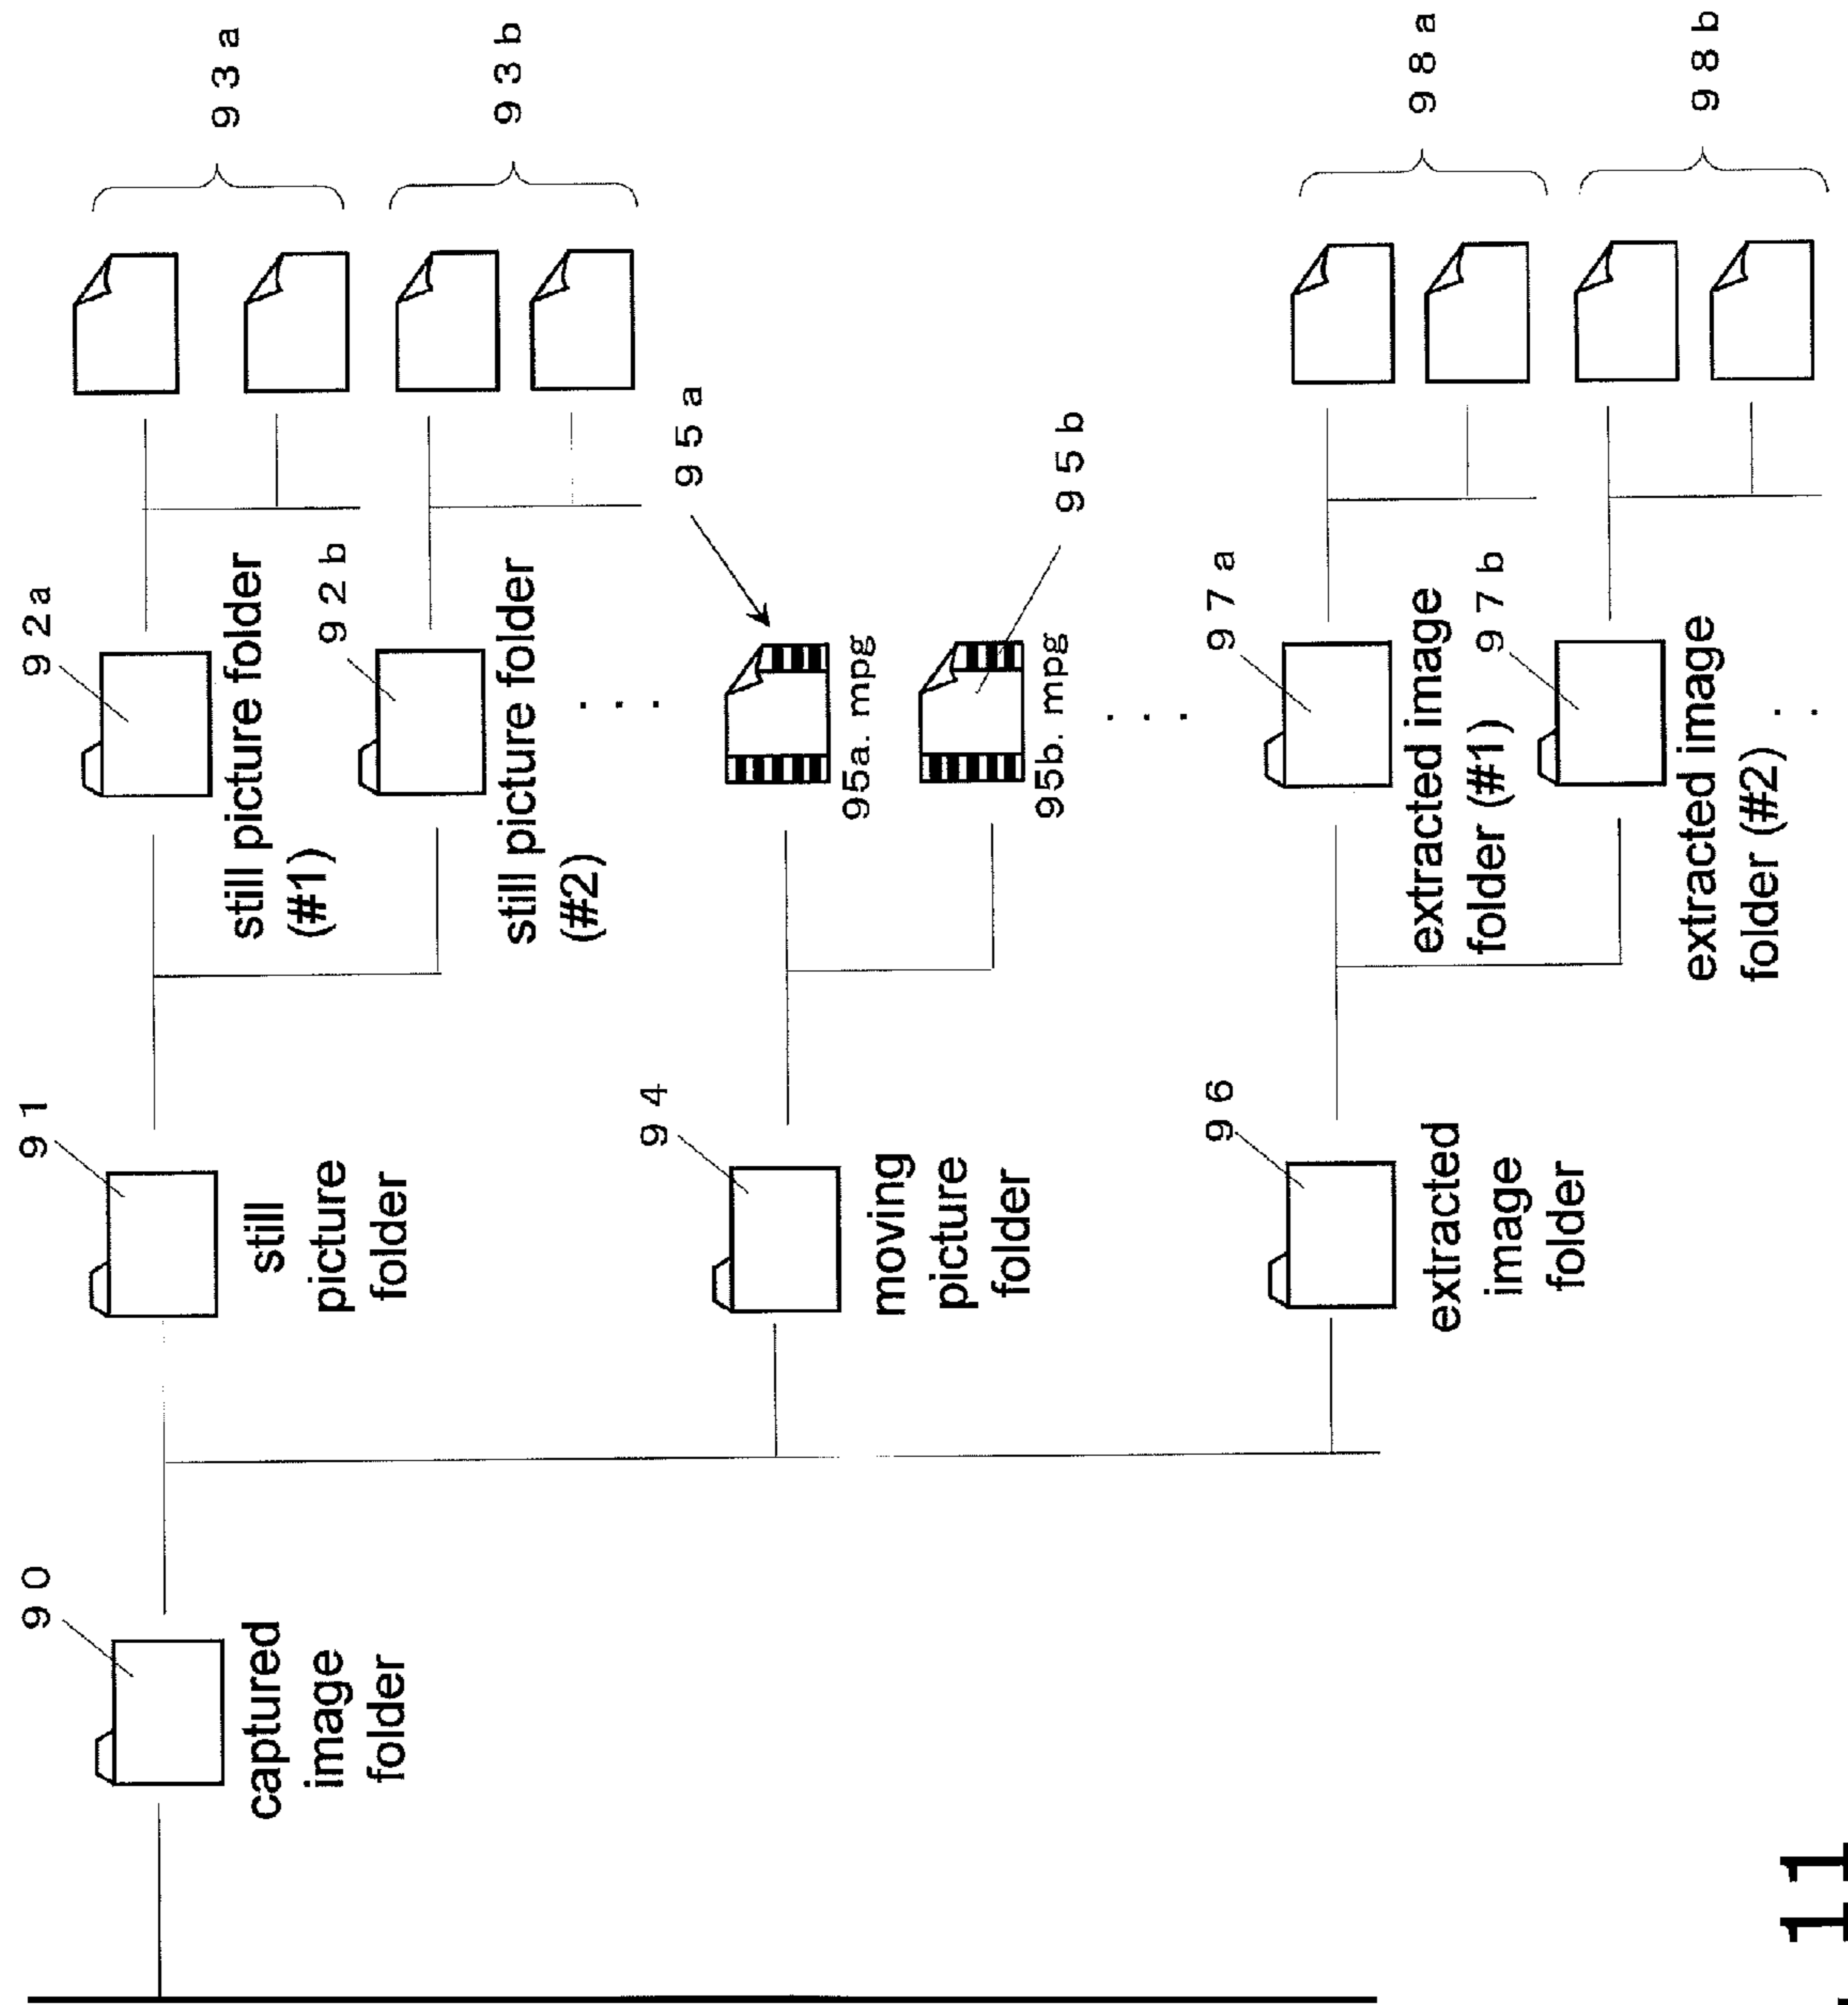 90
captured
image
folder
91
still
picture
folder
92a
still picture folder
(#1)
93a
92b
still picture folder
(#2)
93b
. . .
94
moving
picture
folder
95a
95a. mpg
95b
95b. mpg
. . .
96
extracted
image
folder
97a
extracted image
folder (#1)
98a
97b
extracted image
folder (#2)
98b
. .
11